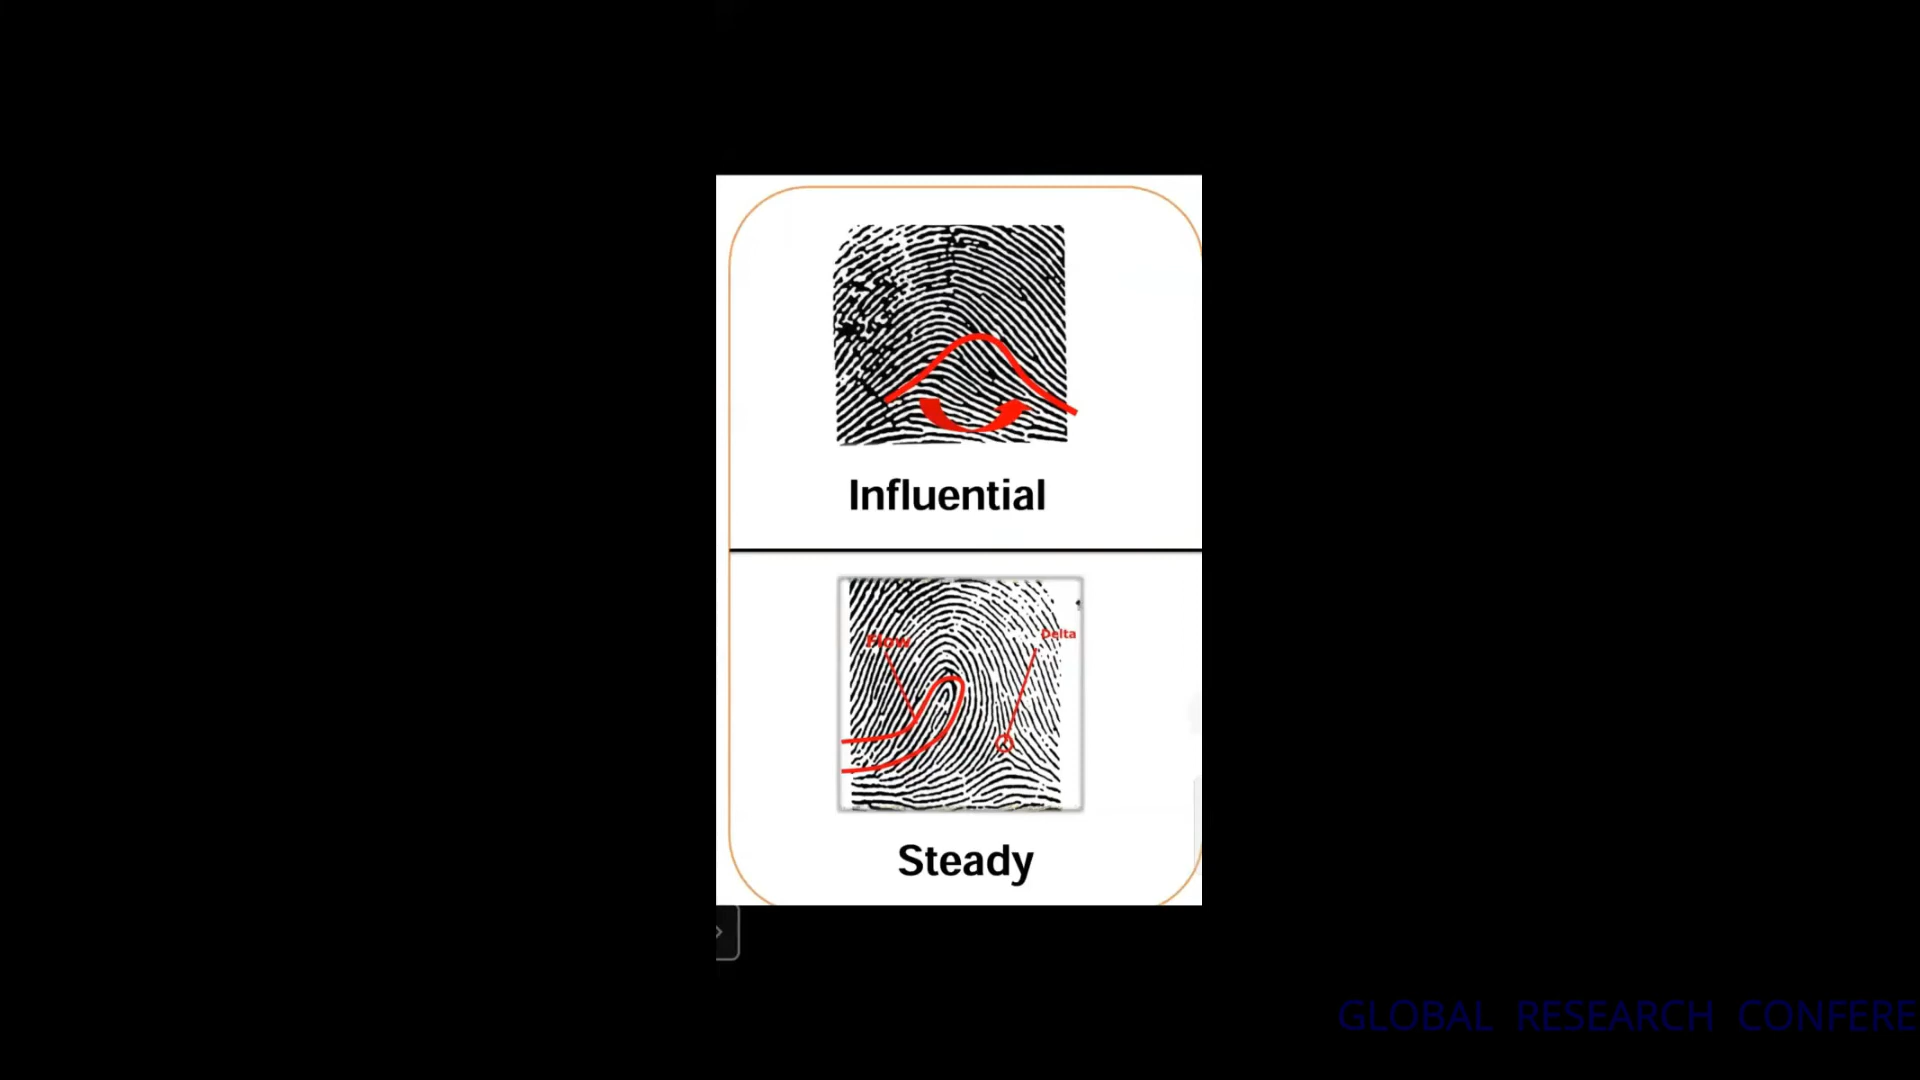 Influential
Flow
Delta
Steady
GLOBAL RESEARCH CONFERE